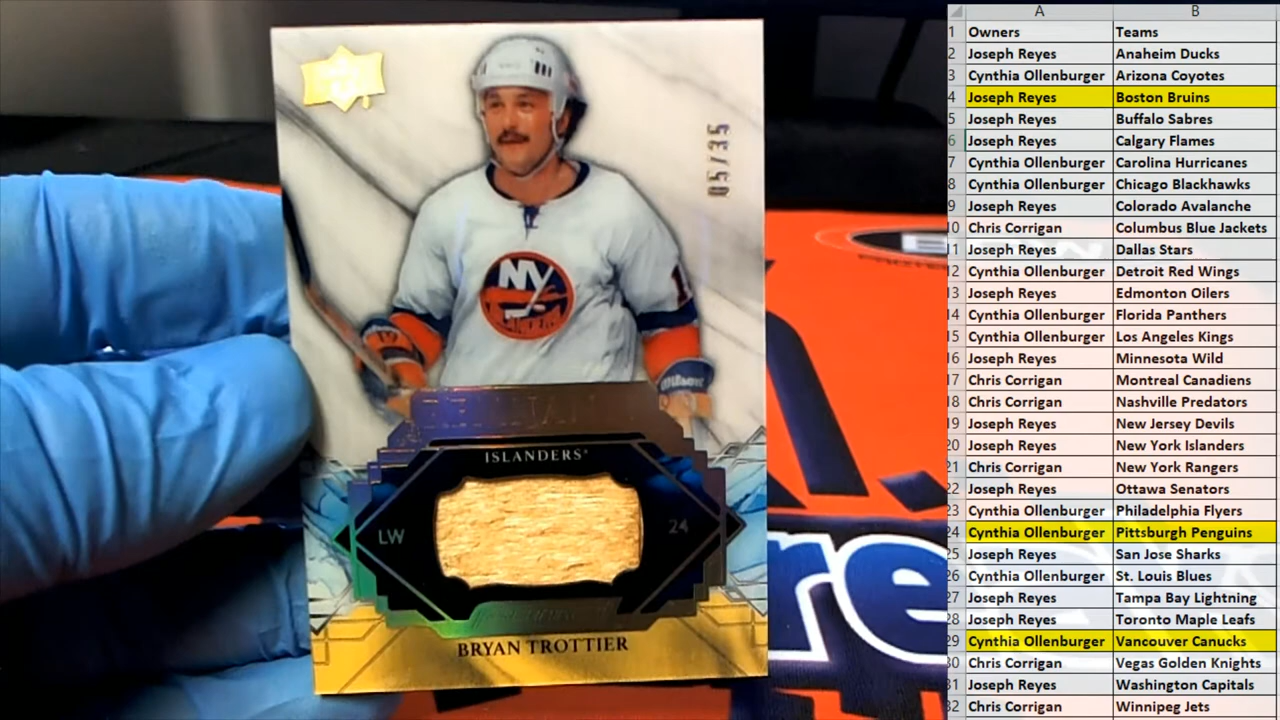 05/35
NY
ISLANDERS
LW
24
BRYAN TROTTIER
re
A B
1 Owners Teams
2 Joseph Reyes Anaheim Ducks
3 Cynthia Ollenburger Arizona Coyotes
4 Joseph Reyes Boston Bruins
5 Joseph Reyes Buffalo Sabres
6 Joseph Reyes Calgary Flames
7 Cynthia Ollenburger Carolina Hurricanes
8 Cynthia Ollenburger Chicago Blackhawks
9 Joseph Reyes Colorado Avalanche
10 Chris Corrigan Columbus Blue Jackets
11 Joseph Reyes Dallas Stars
12 Cynthia Ollenburger Detroit Red Wings
13 Joseph Reyes Edmonton Oilers
14 Cynthia Ollenburger Florida Panthers
15 Cynthia Ollenburger Los Angeles Kings
16 Joseph Reyes Minnesota Wild
17 Chris Corrigan Montreal Canadiens
18 Chris Corrigan Nashville Predators
19 Joseph Reyes New Jersey Devils
20 Joseph Reyes New York Islanders
21 Chris Corrigan New York Rangers
22 Joseph Reyes Ottawa Senators
23 Cynthia Ollenburger Philadelphia Flyers
24 Cynthia Ollenburger Pittsburgh Penguins
25 Joseph Reyes San Jose Sharks
26 Cynthia Ollenburger St. Louis Blues
27 Joseph Reyes Tampa Bay Lightning
28 Joseph Reyes Toronto Maple Leafs
29 Cynthia Ollenburger Vancouver Canucks
30 Chris Corrigan Vegas Golden Knights
31 Joseph Reyes Washington Capitals
32 Chris Corrigan Winnipeg Jets